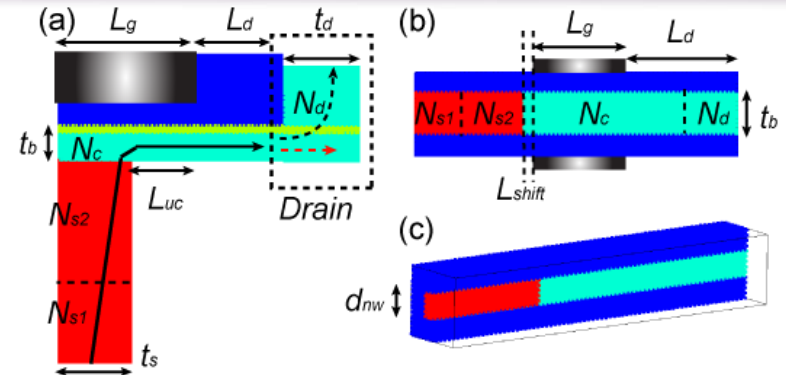 (a)
Lg
Ld
td
Nd
tb
Nc
Luc
Drain
Ns2
Ns1
ts
(b)
Lg
Ld
Ns1
Ns2
Nc
Nd
tb
Lshift
(c)
dnw